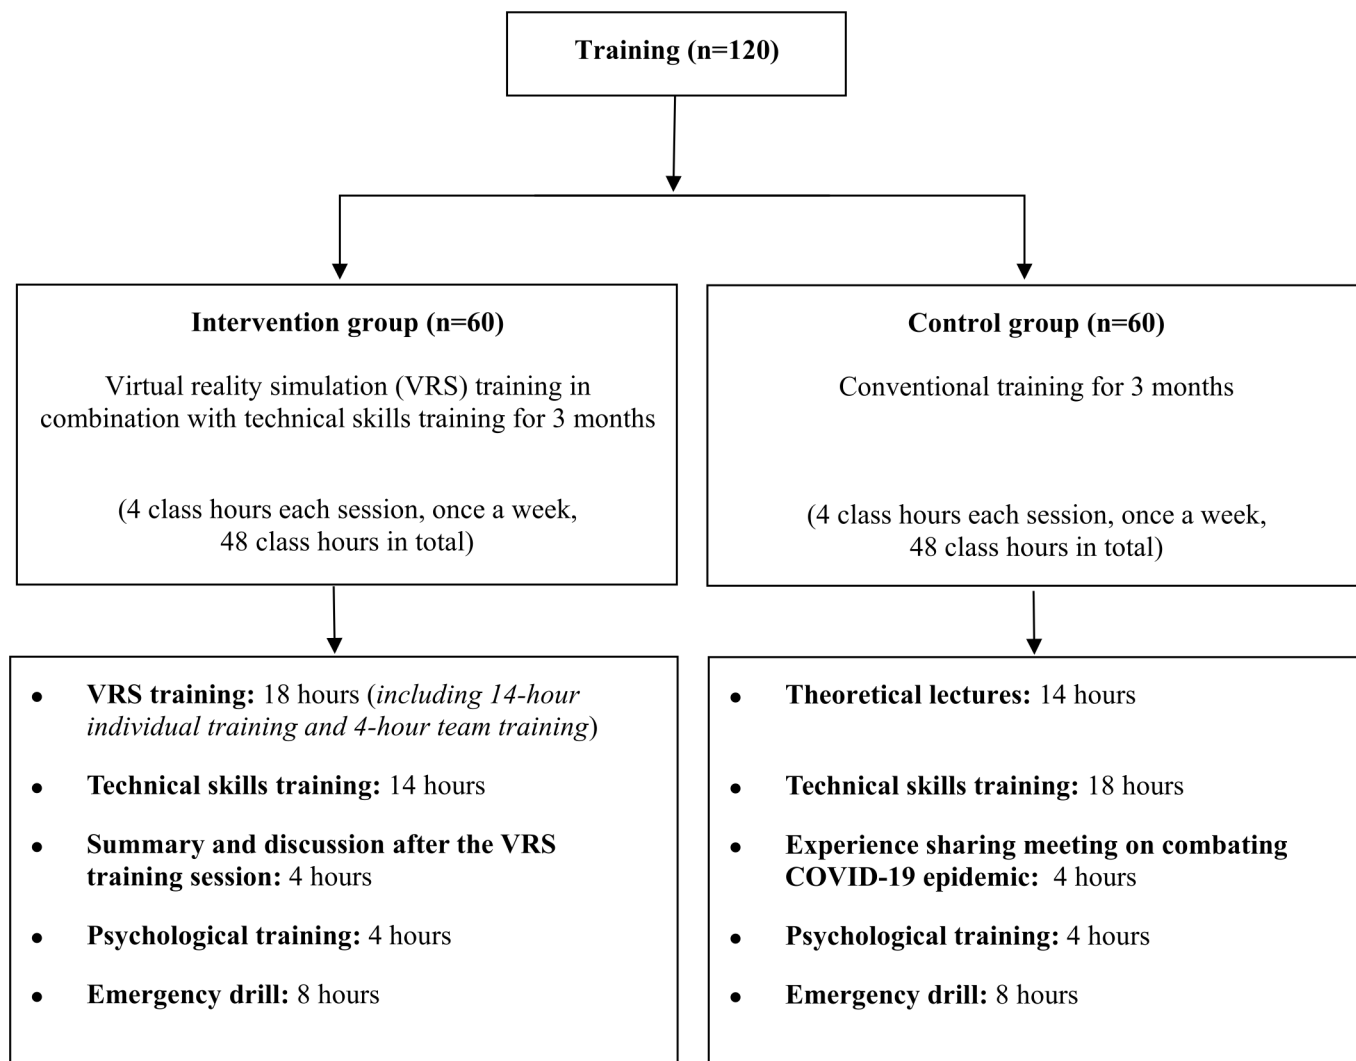 Training (n=120)
Intervention group (n=60)
Virtual reality simulation (VRS) training in
combination with technical skills training for 3 months
(4 class hours each session, once a week,
48 class hours in total)
Control group (n=60)
Conventional training for 3 months
(4 class hours each session, once a week,
48 class hours in total)
• VRS training: 18 hours (including 14-hour
individual training and 4-hour team training)
• Technical skills training: 14 hours
• Summary and discussion after the VRS
training session: 4 hours
• Psychological training: 4 hours
• Emergency drill: 8 hours
• Theoretical lectures: 14 hours
• Technical skills training: 18 hours
• Experience sharing meeting on combating
COVID-19 epidemic: 4 hours
• Psychological training: 4 hours
• Emergency drill: 8 hours